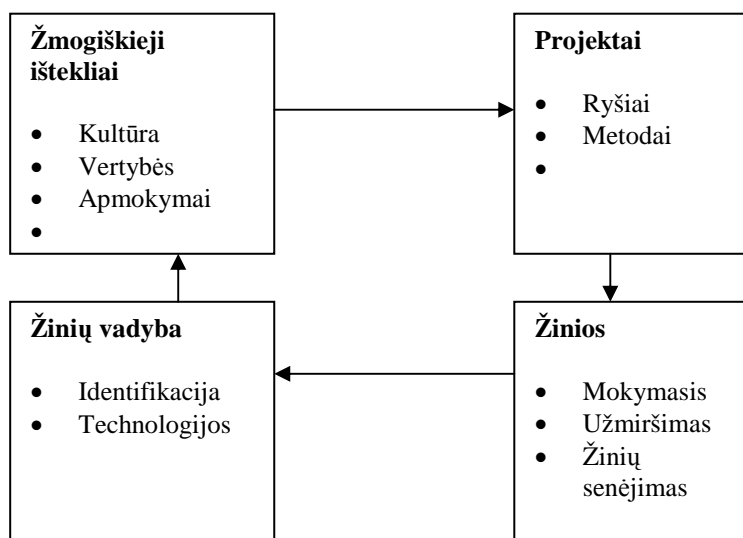 Žmogiškieji
ištekliai
• Kultūra
• Vertybės
• Apmokymai
•
Projektai
• Ryšiai
• Metodai
•
Žinių vadyba
• Identifikacija
• Technologijos
Žinios
• Mokymasis
• Užmiršimas
• Žinių
senėjimas